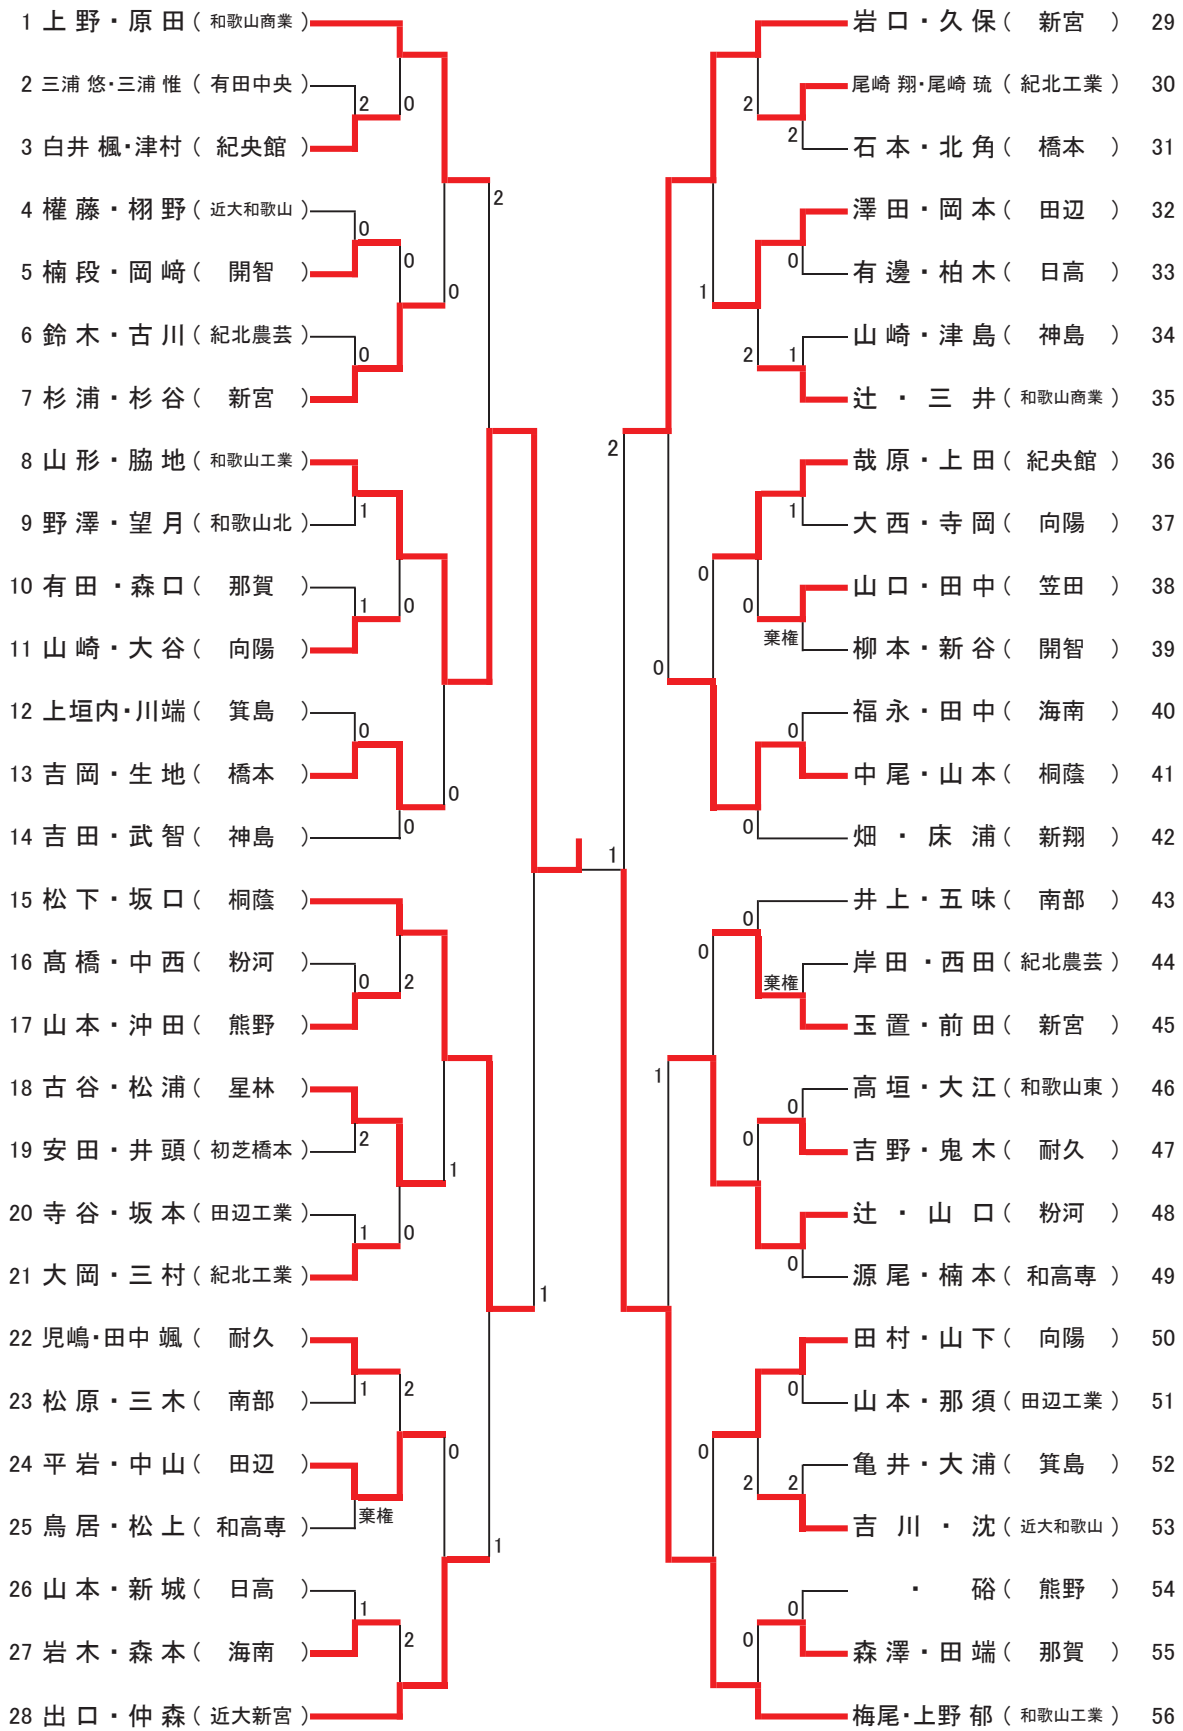 1 上野・原田 ( 和歌山商業 )
2 三浦 悠・三浦 惟 ( 有田中央 )
2
0
3 白井 楓・津村 ( 紀央館 )
4 權藤・栩野 ( 近大和歌山 )
2
0
5 楠段・岡﨑 ( 開智 )
0
0
6 鈴木・古川 ( 紀北農芸 )
0
7 杉浦・杉谷 ( 新宮 )
8 山形・脇地 ( 和歌山工業 )
1
9 野澤・望月 ( 和歌山北 )
10 有田・森口 ( 那賀 )
1
0
11 山崎・大谷 ( 向陽 )
12 上垣内・川端 ( 箕島 )
0
13 吉岡・生地 ( 橋本 )
0
0
14 吉田・武智 ( 神島 )
15 松下・坂口 ( 桐蔭 )
16 髙橋・中西 ( 粉河 )
0
2
17 山本・沖田 ( 熊野 )
18 古谷・松浦 ( 星林 )
2
19 安田・井頭 ( 初芝橋本 )
1
20 寺谷・坂本 ( 田辺工業 )
1
0
21 大岡・三村 ( 紀北工業 )
1
22 児嶋・田中 颯 ( 耐久 )
1
2
23 松原・三木 ( 南部 )
24 平岩・中山 ( 田辺 )
0
棄権
25 鳥居・松上 ( 和高専 )
1
26 山本・新城 ( 日高 )
1
27 岩木・森本 ( 海南 )
2
28 出口・仲森 ( 近大新宮 )
1
岩口・久保 ( 新宮 ) 29
尾崎 翔・尾崎 琉 ( 紀北工業 ) 30
2
2
石本・北角 ( 橋本 ) 31
澤田・岡本 ( 田辺 ) 32
0
有邊・柏木 ( 日高 ) 33
1
山崎・津島 ( 神島 ) 34
2
1
辻・三井 ( 和歌山商業 ) 35
2
哉原・上田 ( 紀央館 ) 36
1
大西・寺岡 ( 向陽 ) 37
0
山口・田中 ( 笠田 ) 38
0
棄権
柳本・新谷 ( 開智 ) 39
0
福永・田中 ( 海南 ) 40
0
中尾・山本 ( 桐蔭 ) 41
0
畑・床浦 ( 新翔 ) 42
井上・五味 ( 南部 ) 43
0
0
岸田・西田 ( 紀北農芸 ) 44
棄権
玉置・前田 ( 新宮 ) 45
1
高垣・大江 ( 和歌山東 ) 46
0
0
吉野・鬼木 ( 耐久 ) 47
辻・山口 ( 粉河 ) 48
0
源尾・楠本 ( 和高専 ) 49
田村・山下 ( 向陽 ) 50
0
山本・那須 ( 田辺工業 ) 51
0
亀井・大浦 ( 箕島 ) 52
2
2
吉川・沈 ( 近大和歌山 ) 53
・硲 ( 熊野 ) 54
0
0
森澤・田端 ( 那賀 ) 55
梅尾・上野 郁 ( 和歌山工業 ) 56